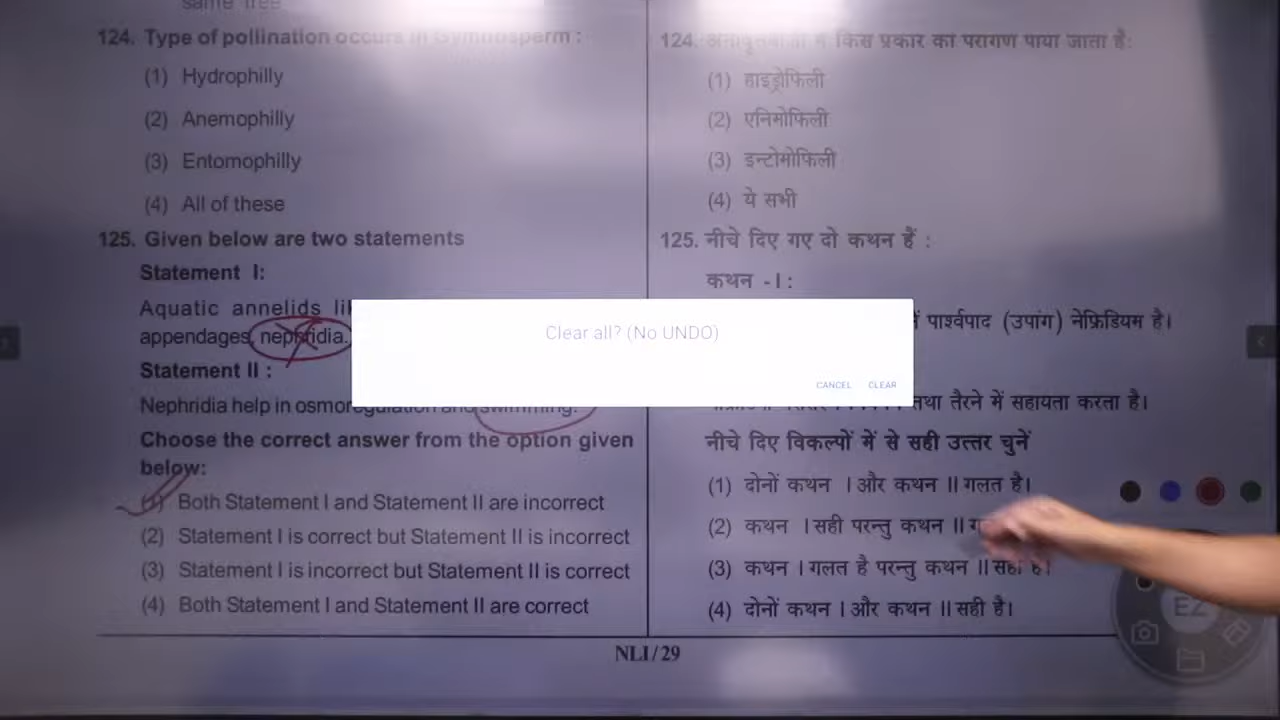 same tree
124. Type of pollination occurs in Gymnosperm :
(1) Hydrophilly
(2) Anemophilly
(3) Entomophilly
(4) All of these
125. Given below are two statements
Statement I:
Aquatic annelids
appendages, nephridia.
Statement II :
Nephridia help in osmoregulation and swimming.
Choose the correct answer from the option given
below:
(1) Both Statement I and Statement II are incorrect
(2) Statement I is correct but Statement II is incorrect
(3) Statement I is incorrect but Statement II is correct
(4) Both Statement I and Statement II are correct
124. अनावृतबीजी में किस प्रकार का परागण पाया जाता है:
(1) हाइड्रोफिली
(2) एनिमोफिली
(3) इन्टोमोफिली
(4) ये सभी
125. नीचे दिए गए दो कथन हैं :
कथन -I :
पार्श्वपाद (उपांग) नेफ्रिडियम है।
तथा तैरने में सहायता करता है।
नीचे दिए विकल्पों में से सही उत्तर चुनें
(1) दोनों कथन I और कथन II गलत है।
(2) कथन I सही परन्तु कथन II
(3) कथन I गलत है परन्तु कथन II सही है।
(4) दोनों कथन I और कथन II सही है।
Clear all? (No UNDO)
CANCEL CLEAR
EZ
NLI/29